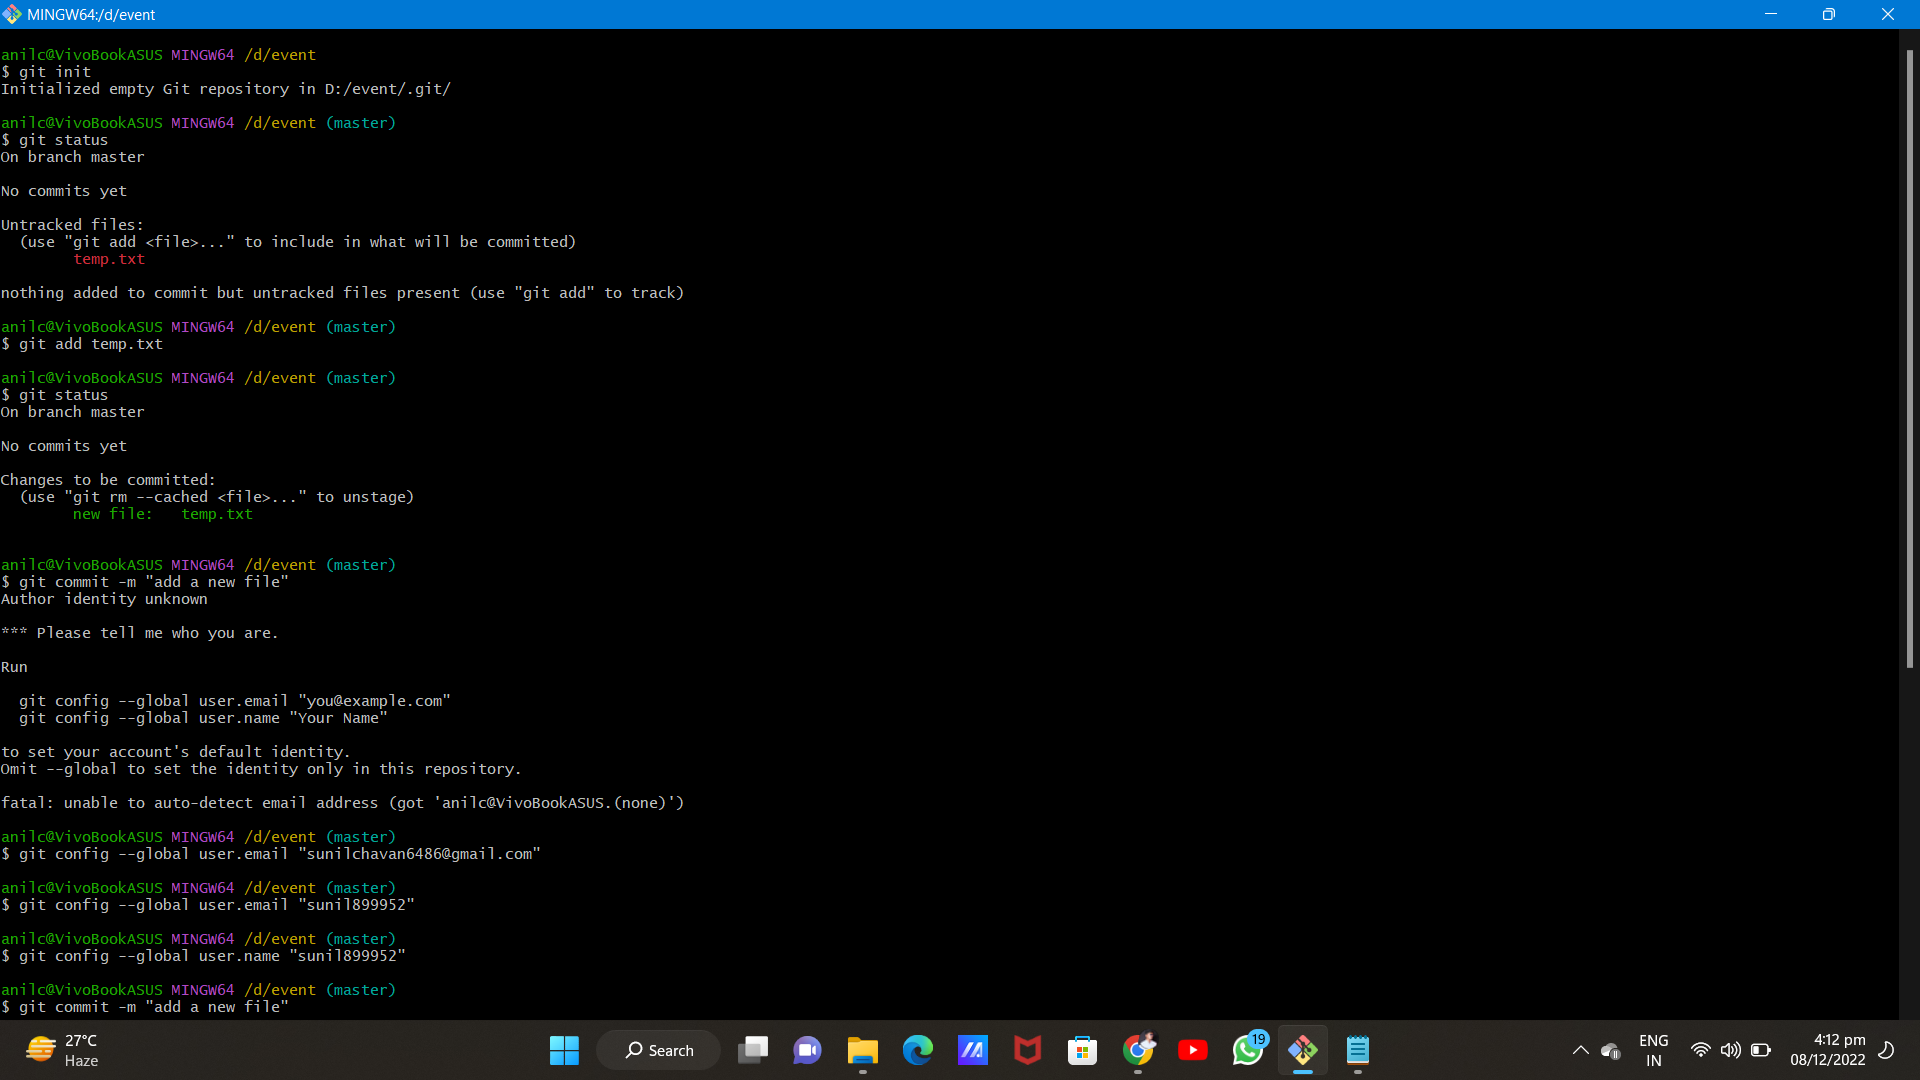 MINGW64:/d/event
anilc@VivoBookASUS MINGW64 /d/event
$ git init
Initialized empty Git repository in D:/event/.git/
anilc@VivoBookASUS MINGW64 /d/event (master)
$ git status
On branch master
No commits yet
Untracked files:
  (use "git add <file>..." to include in what will be committed)
        temp.txt
nothing added to commit but untracked files present (use "git add" to track)
anilc@VivoBookASUS MINGW64 /d/event (master)
$ git add temp.txt
anilc@VivoBookASUS MINGW64 /d/event (master)
$ git status
On branch master
No commits yet
Changes to be committed:
  (use "git rm --cached <file>..." to unstage)
        new file:   temp.txt
anilc@VivoBookASUS MINGW64 /d/event (master)
$ git commit -m "add a new file"
Author identity unknown
*** Please tell me who you are.
Run
  git config --global user.email "you@example.com"
  git config --global user.name "Your Name"
to set your account's default identity.
Omit --global to set the identity only in this repository.
fatal: unable to auto-detect email address (got 'anilc@VivoBookASUS.(none)')
anilc@VivoBookASUS MINGW64 /d/event (master)
$ git config --global user.email "sunilchavan6486@gmail.com"
anilc@VivoBookASUS MINGW64 /d/event (master)
$ git config --global user.email "sunil899952"
anilc@VivoBookASUS MINGW64 /d/event (master)
$ git config --global user.name "sunil899952"
anilc@VivoBookASUS MINGW64 /d/event (master)
$ git commit -m "add a new file"
27°C
Haze
Search
19
ENG
IN
4:12 pm
08/12/2022